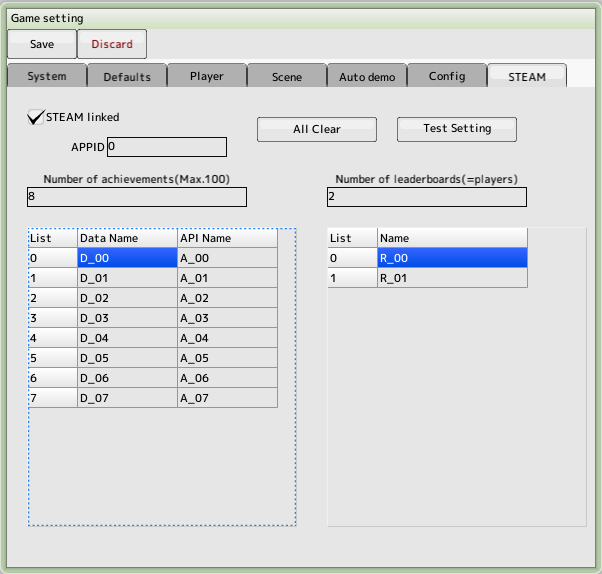 Game setting
Save Discard
System Defaults Player Scene Auto demo Config STEAM
STEAM linked
All Clear Test Setting
APPID 0
Number of achievements(Max.100) Number of leaderboards(=players)
8 2
List Data Name API Name List Name
0 D_00 A_00 0 R_00
1 D_01 A_01 1 R_01
2 D_02 A_02
3 D_03 A_03
4 D_04 A_04
5 D_05 A_05
6 D_06 A_06
7 D_07 A_07